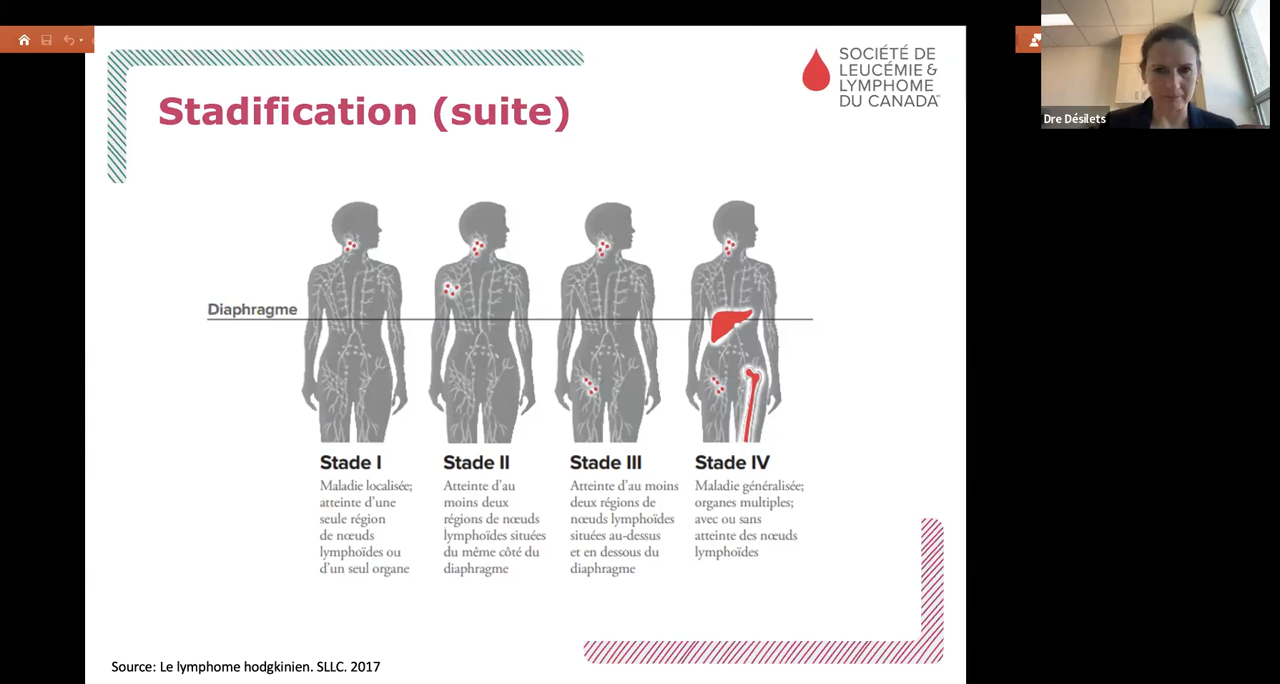 Stadification (suite)
SOCIÉTÉ DE
LEUCÉMIE &
LYMPHOME
DU CANADA
Dre Désilets
Diaphragme
Stade I
Maladie localisée;
atteinte d'une
seule région
de nœuds
lymphoïdes ou
d'un seul organe
Stade II
Atteinte d'au
moins deux
régions de nœuds
lymphoïdes situées
du même côté du
diaphragme
Stade III
Atteinte d'au moins
deux régions de
nœuds lymphoïdes
situées au-dessus
et en dessous du
diaphragme
Stade IV
Maladie généralisée;
organes multiples;
avec ou sans
atteinte des nœuds
lymphoïdes
Source: Le lymphome hodgkinien. SLLC. 2017